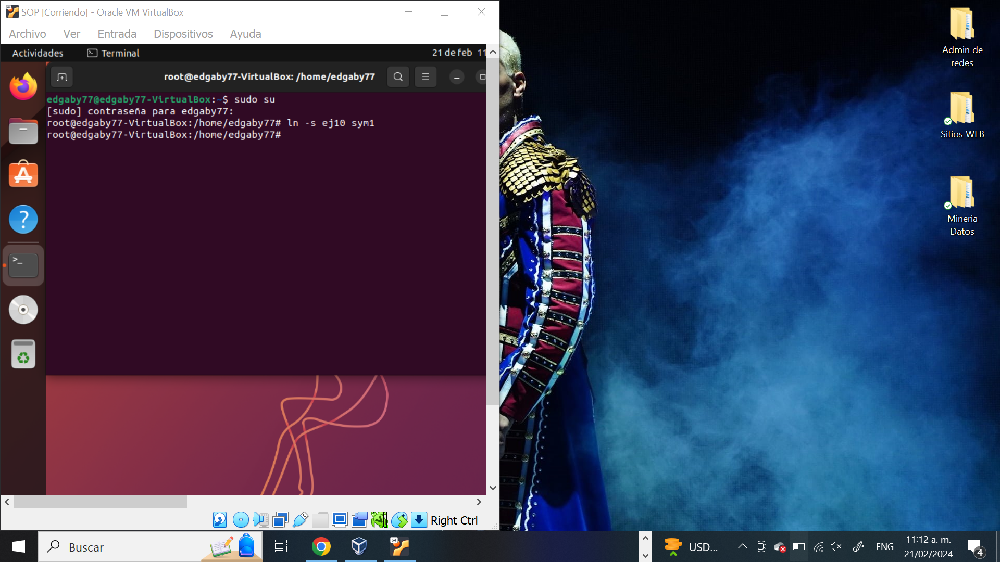 SOP [Corriendo] - Oracle VM VirtualBox
Archivo Ver Entrada Dispositivos Ayuda
Actividades Terminal 21 de feb 11
root@edgaby77-VirtualBox: /home/edgaby77
edgaby77@edgaby77-VirtualBox:~$ sudo su
[sudo] contraseña para edgaby77:
root@edgaby77-VirtualBox:/home/edgaby77# ln -s ej10 sym1
root@edgaby77-VirtualBox:/home/edgaby77#
Right Ctrl
Admin de
redes
Sitios WEB
Mineria
Datos
Buscar
64
USD...
ENG
11:12 a. m.
21/02/2024
4